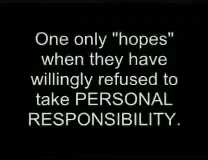 One only "hopes"
when they have
willingly refused to
take PERSONAL
RESPONSIBILITY.